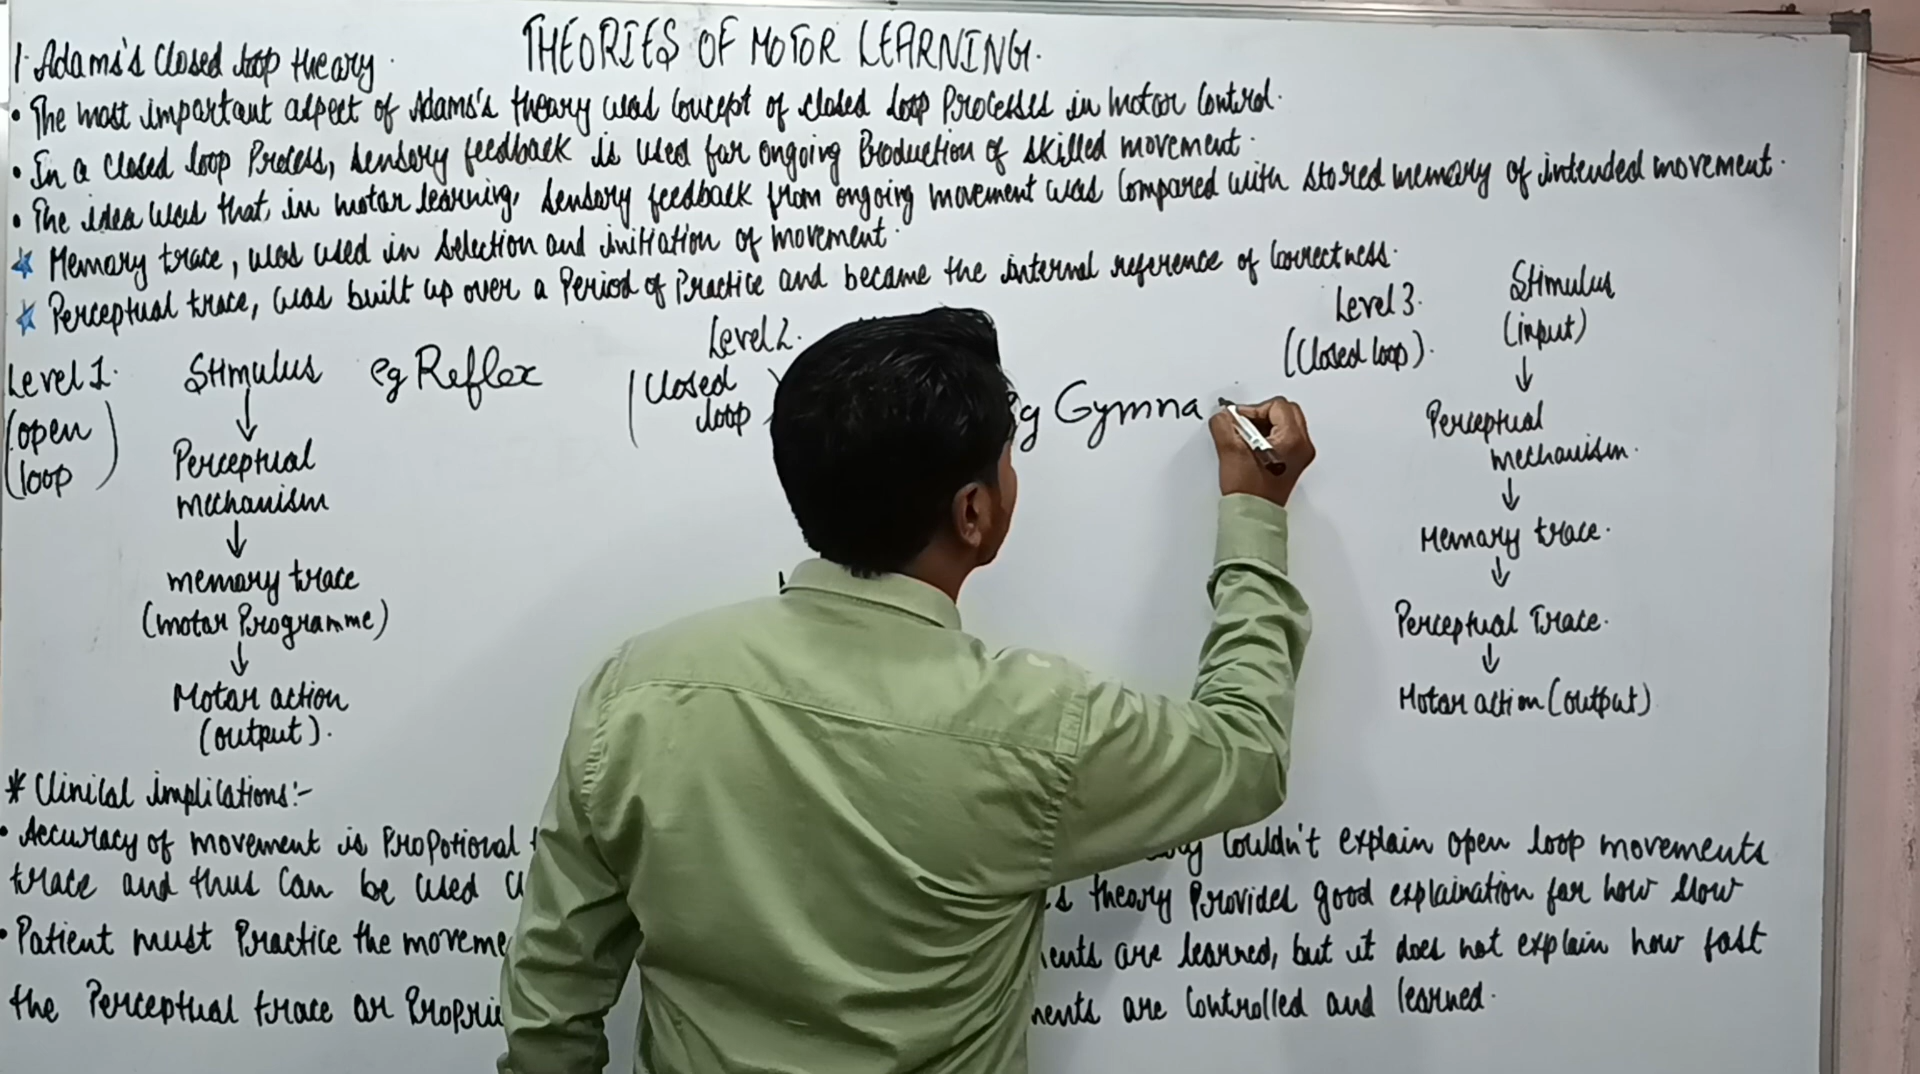 THEORIES OF MOTOR LEARNING.
1. Adams's Closed loop theory.
• The most important aspect of Adams's theory was concept of closed loop Processes in motor control.
• In a closed loop Process, sensory feedback is used for ongoing Production of skilled movement.
• The idea was that, in motor learning, sensory feedback from ongoing movement was compared with stored memory of intended movement.
☆ Memory trace, was used in selection and initiation of movement.
☆ Perceptual trace, was built up over a Period of Practice and became the internal reference of correctness.
Level 1.
(open
loop)
Stimulus
↓
Perceptual
mechanism
↓
memory trace
(motor Programme)
↓
Motor action
(output).
eg Reflex
Level 2.
(Closed
loop)
eg Gymna
Level 3.
(Closed loop).
Stimulus
(input)
↓
Perceptual
mechanism.
↓
Memory trace.
↓
Perceptual Trace.
↓
Motor action (output)
* Clinical implications:-
• Accuracy of movement is Propotional
trace and thus can be used
• Patient must Practice the
the Perceptual trace or
couldn't explain open loop movements
theory Provides good explaination for how slow
are learned, but it does not explain how fast
are controlled and learned.